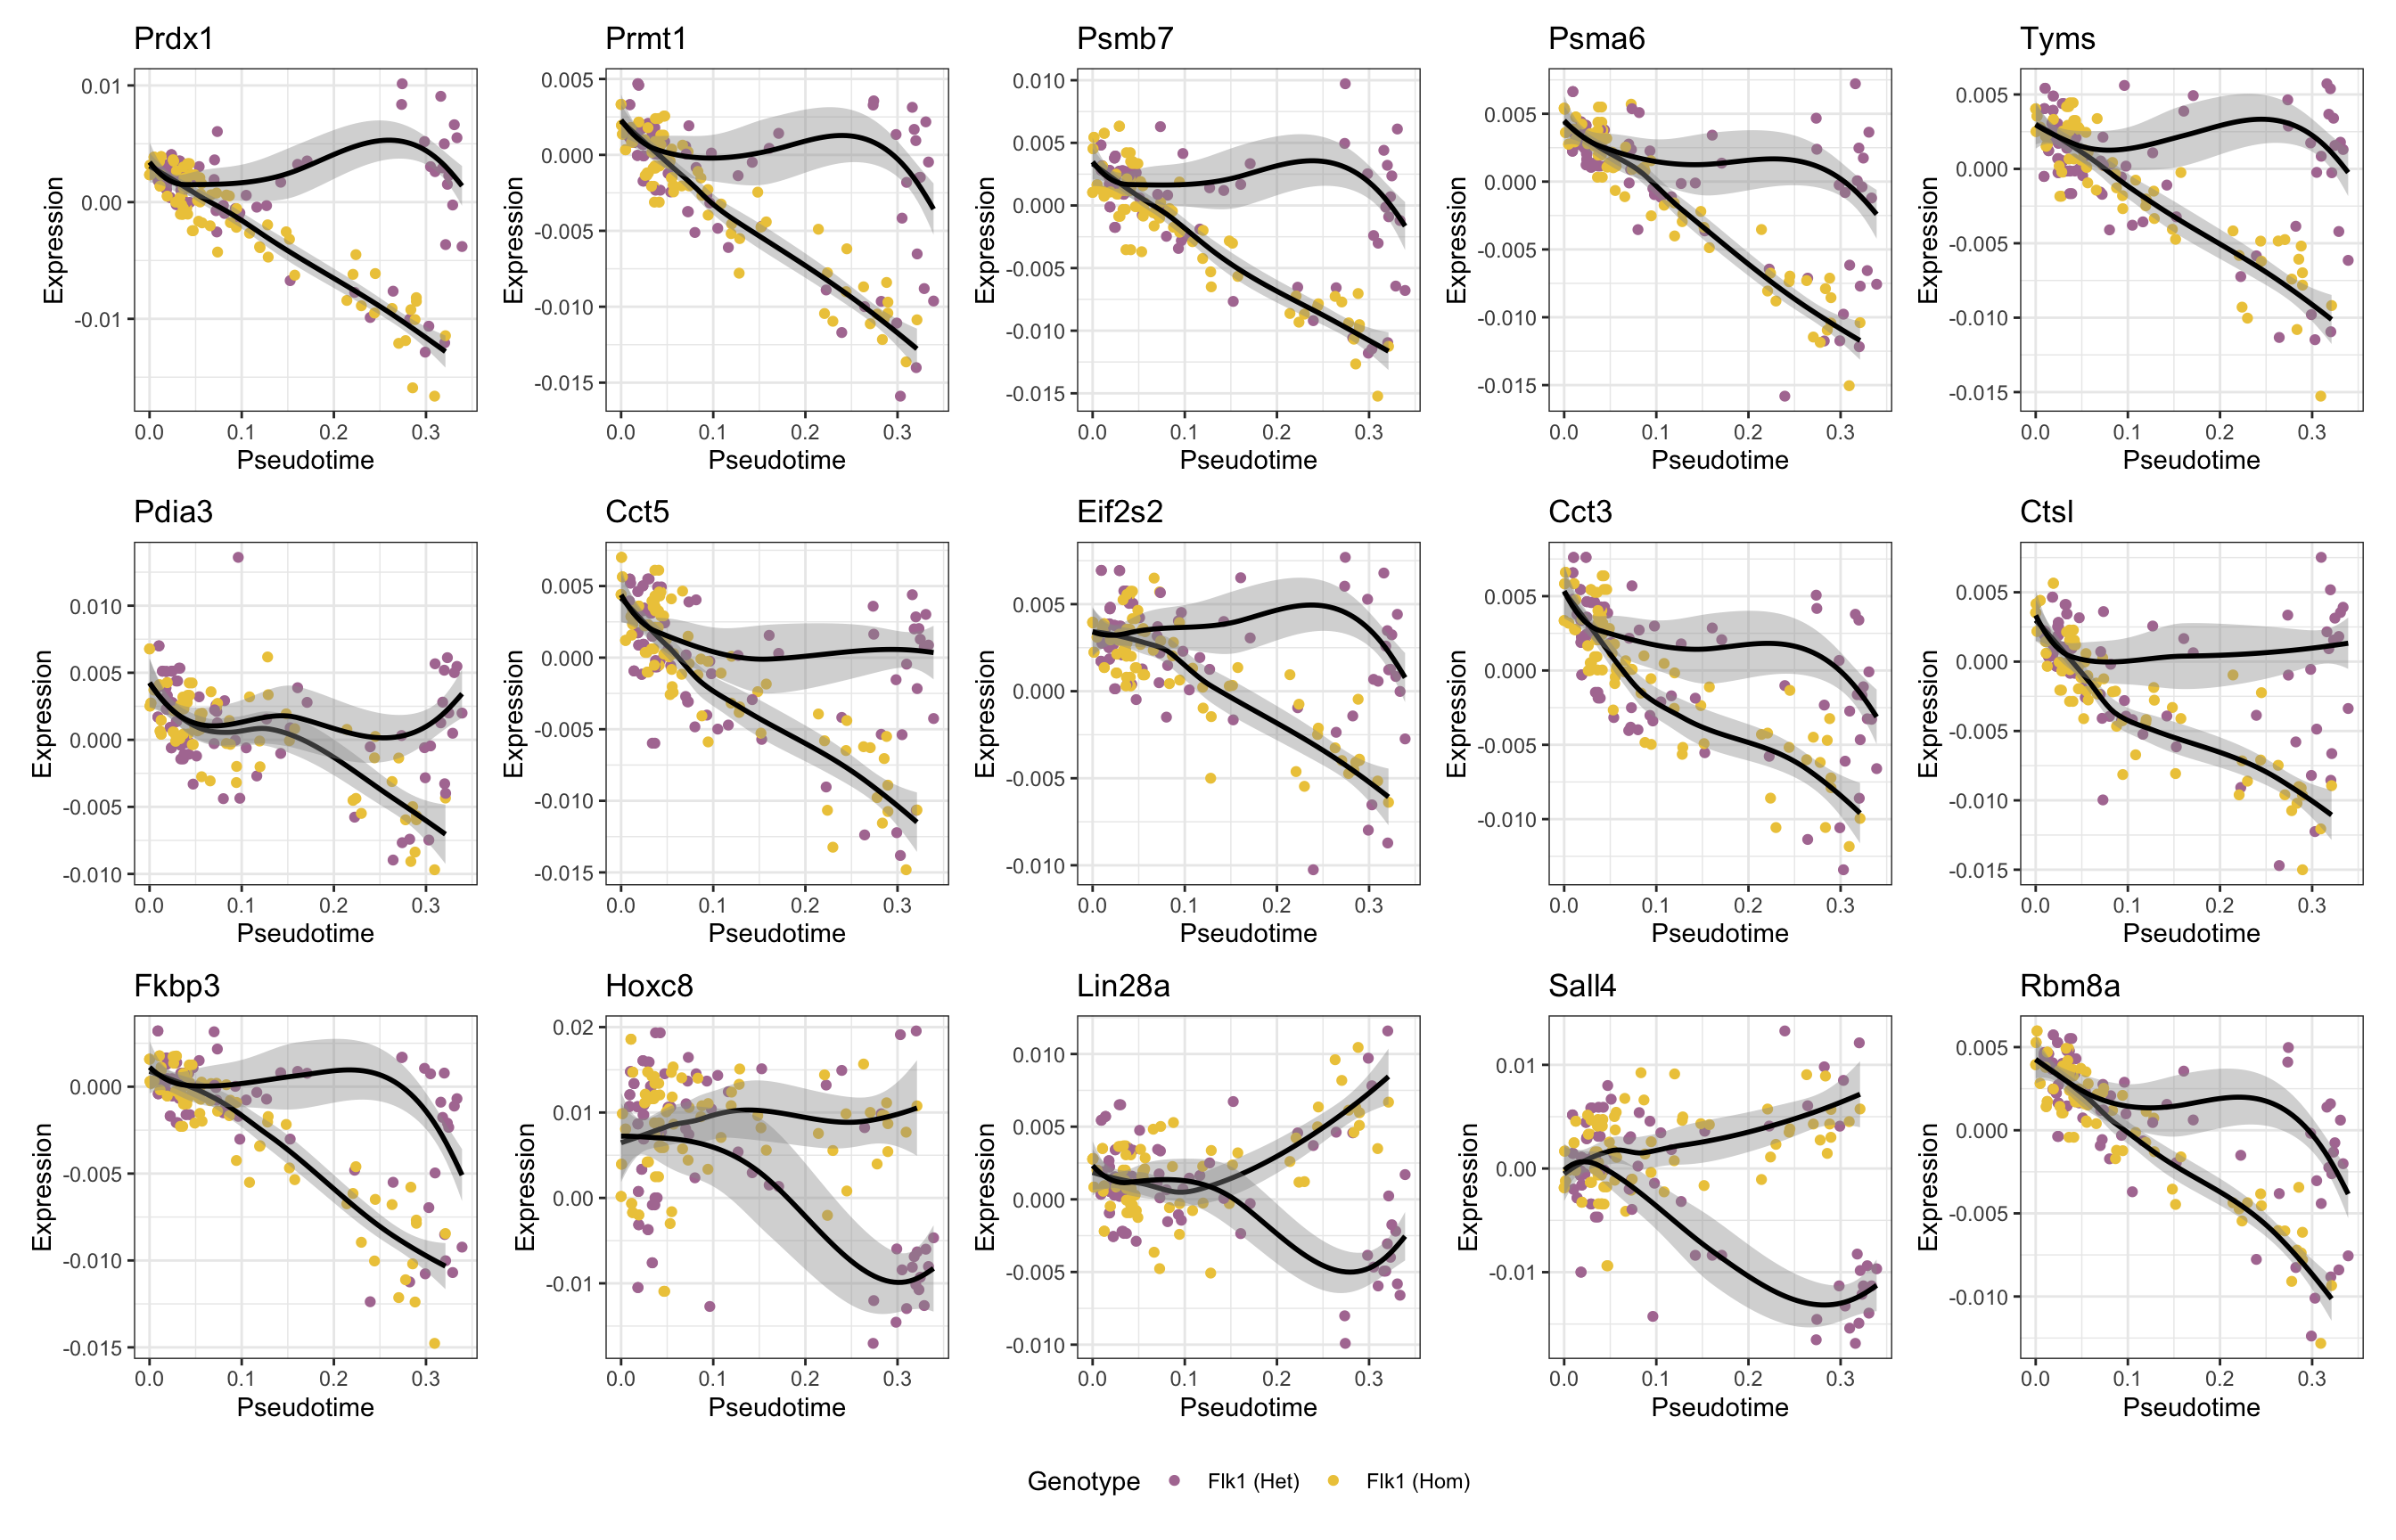 Prdx1 Prmt1 Psmb7 Psma6 Tyms
0.01 0.00 -0.01
0.005 0.000 -0.005 -0.010 -0.015
0.010 0.005 0.000 -0.005 -0.010 -0.015
0.005 0.000 -0.005 -0.010 -0.015
0.005 0.000 -0.005 -0.010 -0.015
Expression Expression Expression Expression Expression
0.0 0.1 0.2 0.3 0.0 0.1 0.2 0.3 0.0 0.1 0.2 0.3 0.0 0.1 0.2 0.3 0.0 0.1 0.2 0.3
Pseudotime Pseudotime Pseudotime Pseudotime Pseudotime
Pdia3 Cct5 Eif2s2 Cct3 Ctsl
0.010 0.005 0.000 -0.005 -0.010
0.005 0.000 -0.005 -0.010 -0.015
0.005 0.000 -0.005 -0.010
0.005 0.000 -0.005 -0.010
0.005 0.000 -0.005 -0.010 -0.015
Expression Expression Expression Expression Expression
0.0 0.1 0.2 0.3 0.0 0.1 0.2 0.3 0.0 0.1 0.2 0.3 0.0 0.1 0.2 0.3 0.0 0.1 0.2 0.3
Pseudotime Pseudotime Pseudotime Pseudotime Pseudotime
Fkbp3 Hoxc8 Lin28a Sall4 Rbm8a
0.000 -0.005 -0.010 -0.015
0.02 0.010 0.00 -0.01
0.010 0.005 0.000 -0.005 -0.010
0.01 0.00 -0.01
0.005 0.000 -0.005 -0.010
Expression Expression Expression Expression Expression
0.0 0.1 0.2 0.3 0.0 0.1 0.2 0.3 0.0 0.1 0.2 0.3 0.0 0.1 0.2 0.3 0.0 0.1 0.2 0.3
Pseudotime Pseudotime Pseudotime Pseudotime Pseudotime
Genotype Flk1 (Het) Flk1 (Hom)